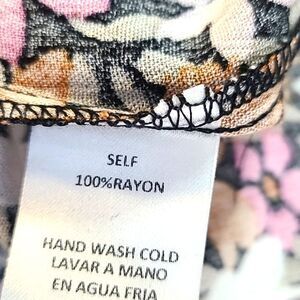 SELF
100%RAYON
HAND WASH COLD
LAVAR A MANO
EN AGUA FRIA